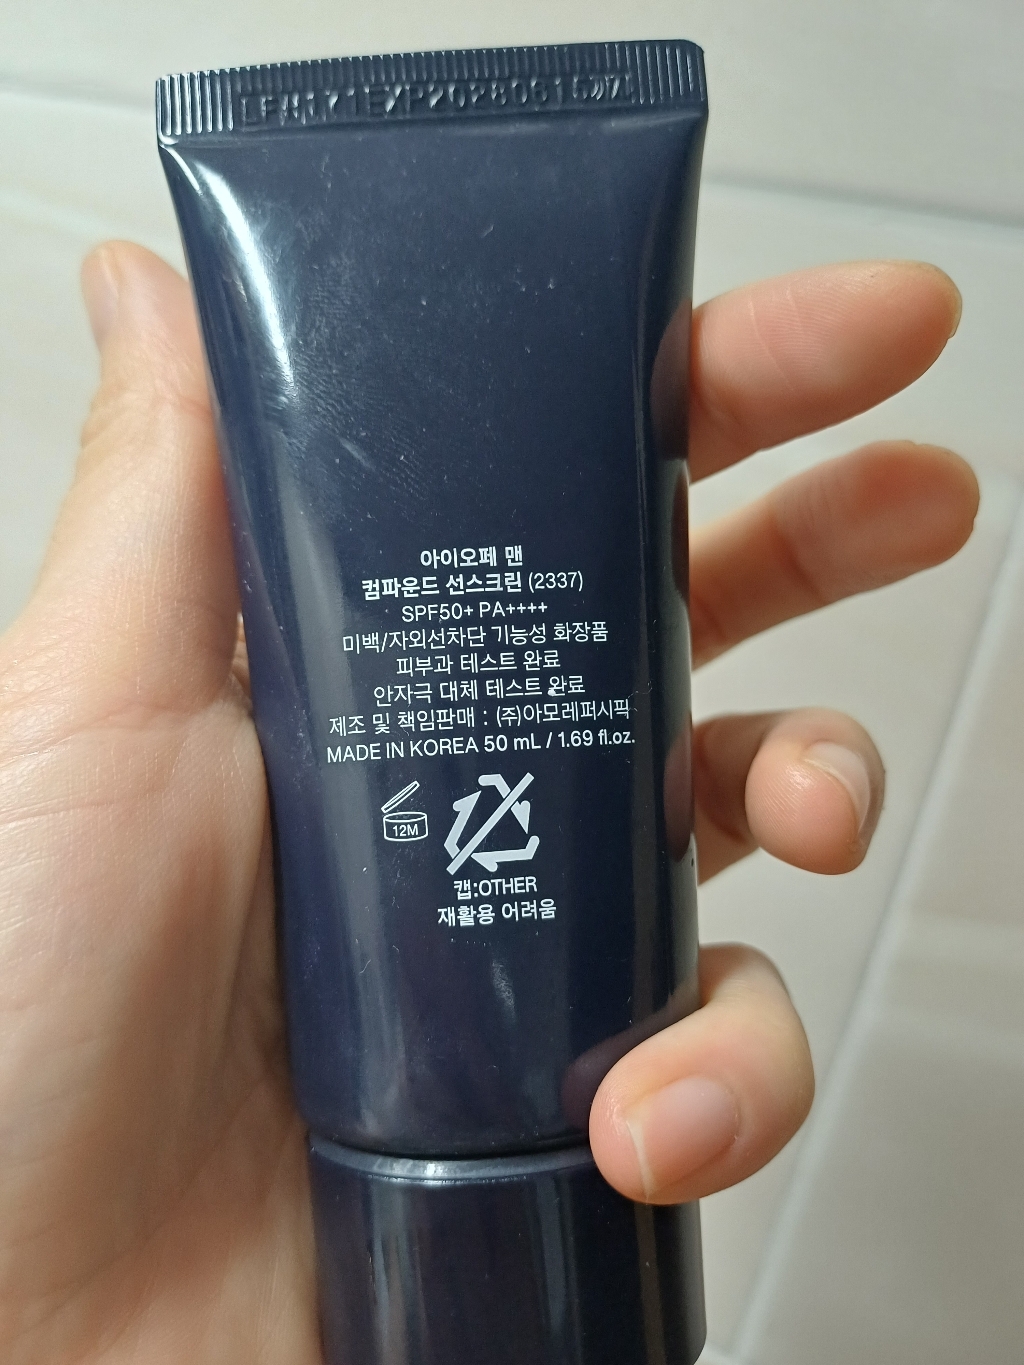 EXP20280615
아이오페 맨
컴파운드 선스크린 (2337)
SPF50+ PA++++
미백/자외선차단 기능성 화장품
피부과 테스트 완료
안자극 대체 테스트 완료
제조 및 책임판매 : (주)아모레퍼시픽
MADE IN KOREA 50 mL / 1.69 fl.oz.
12M
캡:OTHER
재활용 어려움